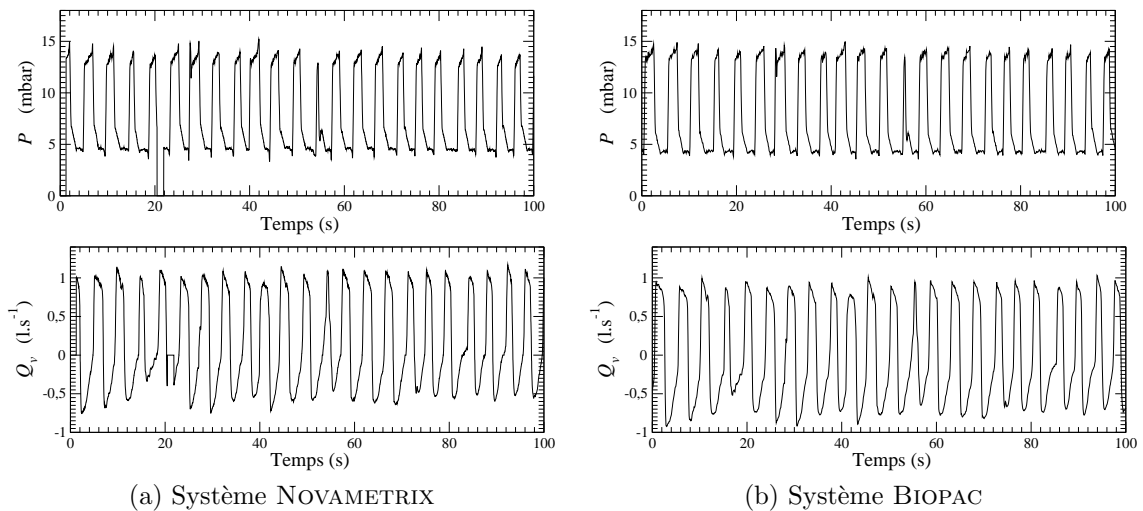 15
10
5
0
P (mbar)
0 20 40 60 80 100
Temps (s)
1
0,5
0
-0,5
-1
Qv (l.s-1)
0 20 40 60 80 100
Temps (s)
(a) Système NOVAMETRIX
15
10
5
0
P (mbar)
0 20 40 60 80 100
Temps (s)
1
0,5
0
-0,5
-1
Qv (l.s-1)
0 20 40 60 80 100
Temps (s)
(b) Système BIOPAC